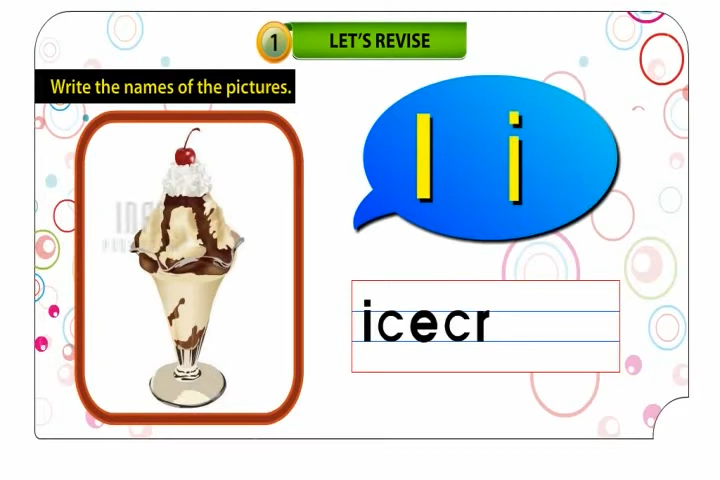 1
LET'S REVISE
Write the names of the pictures.
I i
icecr